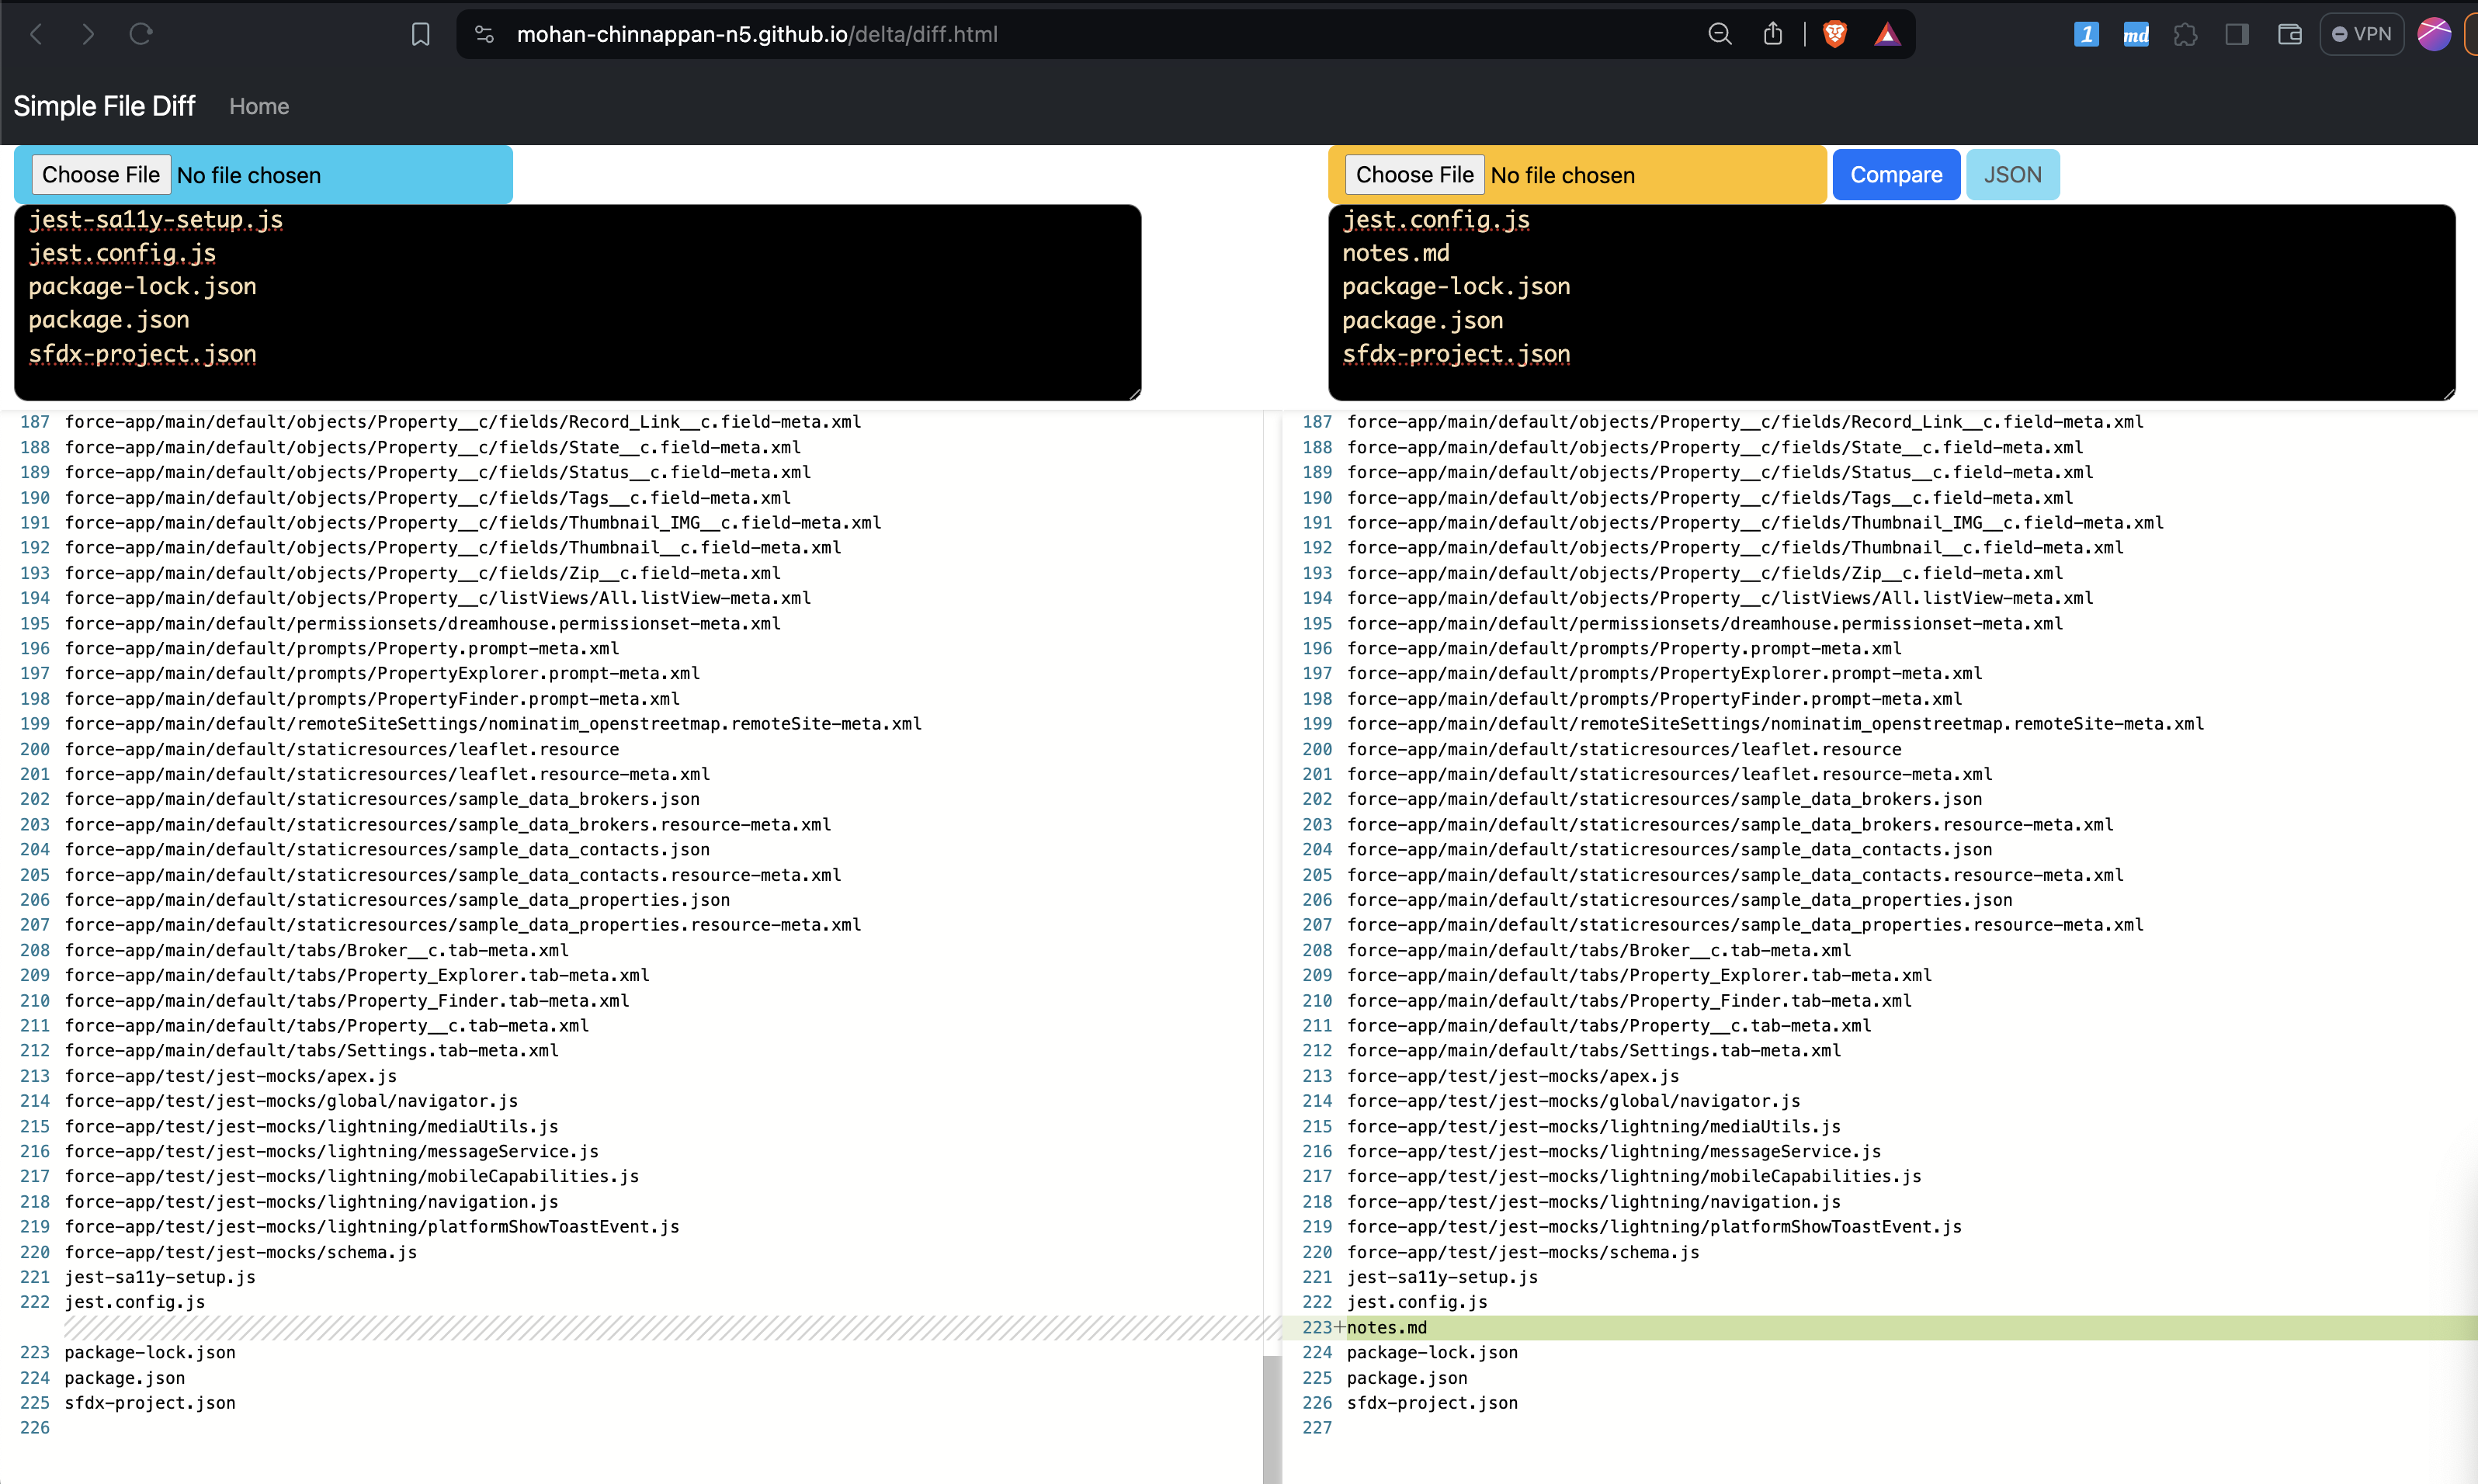 mohan-chinnappan-n5.github.io/delta/diff.html
1
md
VPN
Simple File Diff Home
Choose File No file chosen
jest-sa11y-setup.js
jest.config.js
package-lock.json
package.json
sfdx-project.json
Choose File No file chosen Compare JSON
jest.config.js
notes.md
package-lock.json
package.json
sfdx-project.json
187 force-app/main/default/objects/Property__c/fields/Record_Link__c.field-meta.xml
188 force-app/main/default/objects/Property__c/fields/State__c.field-meta.xml
189 force-app/main/default/objects/Property__c/fields/Status__c.field-meta.xml
190 force-app/main/default/objects/Property__c/fields/Tags__c.field-meta.xml
191 force-app/main/default/objects/Property__c/fields/Thumbnail_IMG__c.field-meta.xml
192 force-app/main/default/objects/Property__c/fields/Thumbnail__c.field-meta.xml
193 force-app/main/default/objects/Property__c/fields/Zip__c.field-meta.xml
194 force-app/main/default/objects/Property__c/listViews/All.listView-meta.xml
195 force-app/main/default/permissionsets/dreamhouse.permissionset-meta.xml
196 force-app/main/default/prompts/Property.prompt-meta.xml
197 force-app/main/default/prompts/PropertyExplorer.prompt-meta.xml
198 force-app/main/default/prompts/PropertyFinder.prompt-meta.xml
199 force-app/main/default/remoteSiteSettings/nominatim_openstreetmap.remoteSite-meta.xml
200 force-app/main/default/staticresources/leaflet.resource
201 force-app/main/default/staticresources/leaflet.resource-meta.xml
202 force-app/main/default/staticresources/sample_data_brokers.json
203 force-app/main/default/staticresources/sample_data_brokers.resource-meta.xml
204 force-app/main/default/staticresources/sample_data_contacts.json
205 force-app/main/default/staticresources/sample_data_contacts.resource-meta.xml
206 force-app/main/default/staticresources/sample_data_properties.json
207 force-app/main/default/staticresources/sample_data_properties.resource-meta.xml
208 force-app/main/default/tabs/Broker__c.tab-meta.xml
209 force-app/main/default/tabs/Property_Explorer.tab-meta.xml
210 force-app/main/default/tabs/Property_Finder.tab-meta.xml
211 force-app/main/default/tabs/Property__c.tab-meta.xml
212 force-app/main/default/tabs/Settings.tab-meta.xml
213 force-app/test/jest-mocks/apex.js
214 force-app/test/jest-mocks/global/navigator.js
215 force-app/test/jest-mocks/lightning/mediaUtils.js
216 force-app/test/jest-mocks/lightning/messageService.js
217 force-app/test/jest-mocks/lightning/mobileCapabilities.js
218 force-app/test/jest-mocks/lightning/navigation.js
219 force-app/test/jest-mocks/lightning/platformShowToastEvent.js
220 force-app/test/jest-mocks/schema.js
221 jest-sa11y-setup.js
222 jest.config.js
223 package-lock.json
224 package.json
225 sfdx-project.json
226
187 force-app/main/default/objects/Property__c/fields/Record_Link__c.field-meta.xml
188 force-app/main/default/objects/Property__c/fields/State__c.field-meta.xml
189 force-app/main/default/objects/Property__c/fields/Status__c.field-meta.xml
190 force-app/main/default/objects/Property__c/fields/Tags__c.field-meta.xml
191 force-app/main/default/objects/Property__c/fields/Thumbnail_IMG__c.field-meta.xml
192 force-app/main/default/objects/Property__c/fields/Thumbnail__c.field-meta.xml
193 force-app/main/default/objects/Property__c/fields/Zip__c.field-meta.xml
194 force-app/main/default/objects/Property__c/listViews/All.listView-meta.xml
195 force-app/main/default/permissionsets/dreamhouse.permissionset-meta.xml
196 force-app/main/default/prompts/Property.prompt-meta.xml
197 force-app/main/default/prompts/PropertyExplorer.prompt-meta.xml
198 force-app/main/default/prompts/PropertyFinder.prompt-meta.xml
199 force-app/main/default/remoteSiteSettings/nominatim_openstreetmap.remoteSite-meta.xml
200 force-app/main/default/staticresources/leaflet.resource
201 force-app/main/default/staticresources/leaflet.resource-meta.xml
202 force-app/main/default/staticresources/sample_data_brokers.json
203 force-app/main/default/staticresources/sample_data_brokers.resource-meta.xml
204 force-app/main/default/staticresources/sample_data_contacts.json
205 force-app/main/default/staticresources/sample_data_contacts.resource-meta.xml
206 force-app/main/default/staticresources/sample_data_properties.json
207 force-app/main/default/staticresources/sample_data_properties.resource-meta.xml
208 force-app/main/default/tabs/Broker__c.tab-meta.xml
209 force-app/main/default/tabs/Property_Explorer.tab-meta.xml
210 force-app/main/default/tabs/Property_Finder.tab-meta.xml
211 force-app/main/default/tabs/Property__c.tab-meta.xml
212 force-app/main/default/tabs/Settings.tab-meta.xml
213 force-app/test/jest-mocks/apex.js
214 force-app/test/jest-mocks/global/navigator.js
215 force-app/test/jest-mocks/lightning/mediaUtils.js
216 force-app/test/jest-mocks/lightning/messageService.js
217 force-app/test/jest-mocks/lightning/mobileCapabilities.js
218 force-app/test/jest-mocks/lightning/navigation.js
219 force-app/test/jest-mocks/lightning/platformShowToastEvent.js
220 force-app/test/jest-mocks/schema.js
221 jest-sa11y-setup.js
222 jest.config.js
223+notes.md
224 package-lock.json
225 package.json
226 sfdx-project.json
227